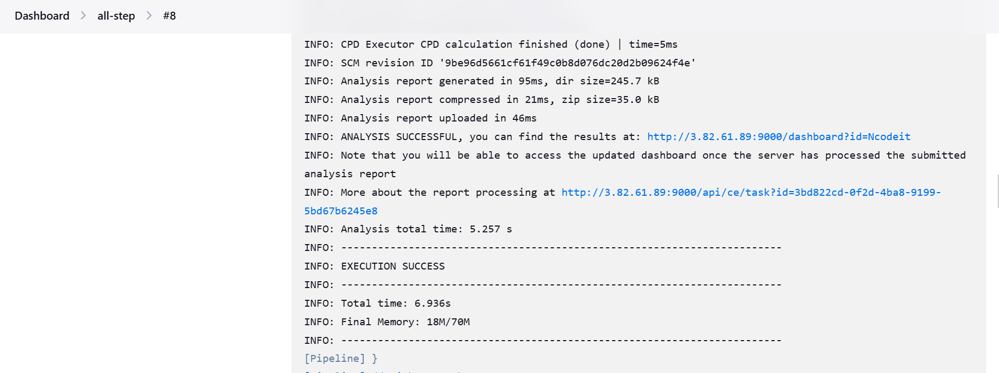 Dashboard > all-step > #8
INFO: CPD Executor CPD calculation finished (done) | time=5ms
INFO: SCM revision ID '9be96d5661cf61f49c0b8d076dc20d2b09624f4e'
INFO: Analysis report generated in 95ms, dir size=245.7 kB
INFO: Analysis report compressed in 21ms, zip size=35.0 kB
INFO: Analysis report uploaded in 46ms
INFO: ANALYSIS SUCCESSFUL, you can find the results at: http://3.82.61.89:9000/dashboard?id=Ncodeit
INFO: Note that you will be able to access the updated dashboard once the server has processed the submitted
analysis report
INFO: More about the report processing at http://3.82.61.89:9000/api/ce/task?id=3bd822cd-0f2d-4ba8-9199-
5bd67b6245e8
INFO: Analysis total time: 5.257 s
INFO: ------------------------------------------------------------------------
INFO: EXECUTION SUCCESS
INFO: ------------------------------------------------------------------------
INFO: Total time: 6.936s
INFO: Final Memory: 18M/70M
INFO: ------------------------------------------------------------------------
[Pipeline] }